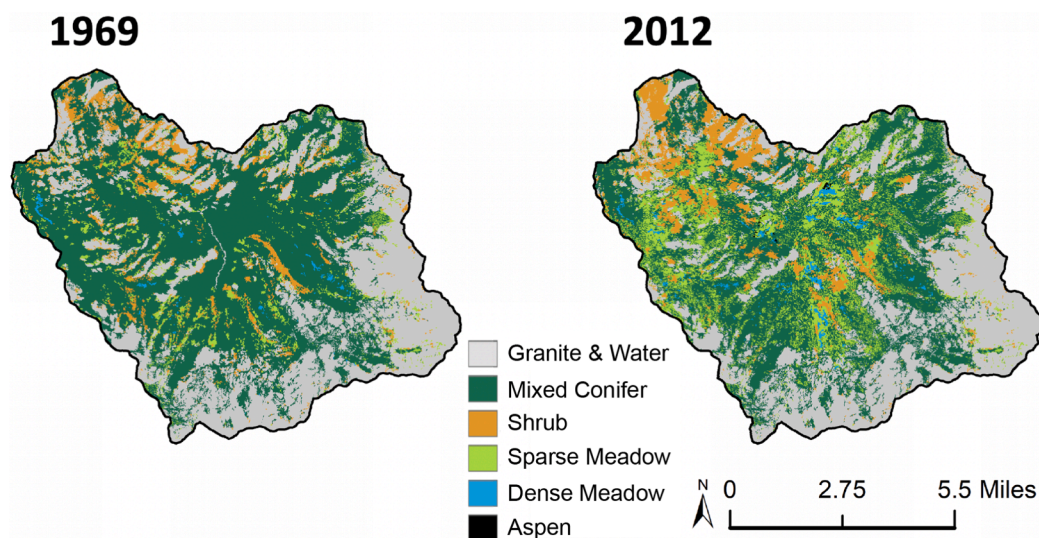 1969
2012
Granite & Water
Mixed Conifer
Shrub
Sparse Meadow
Dense Meadow
Aspen
N
0 2.75 5.5 Miles